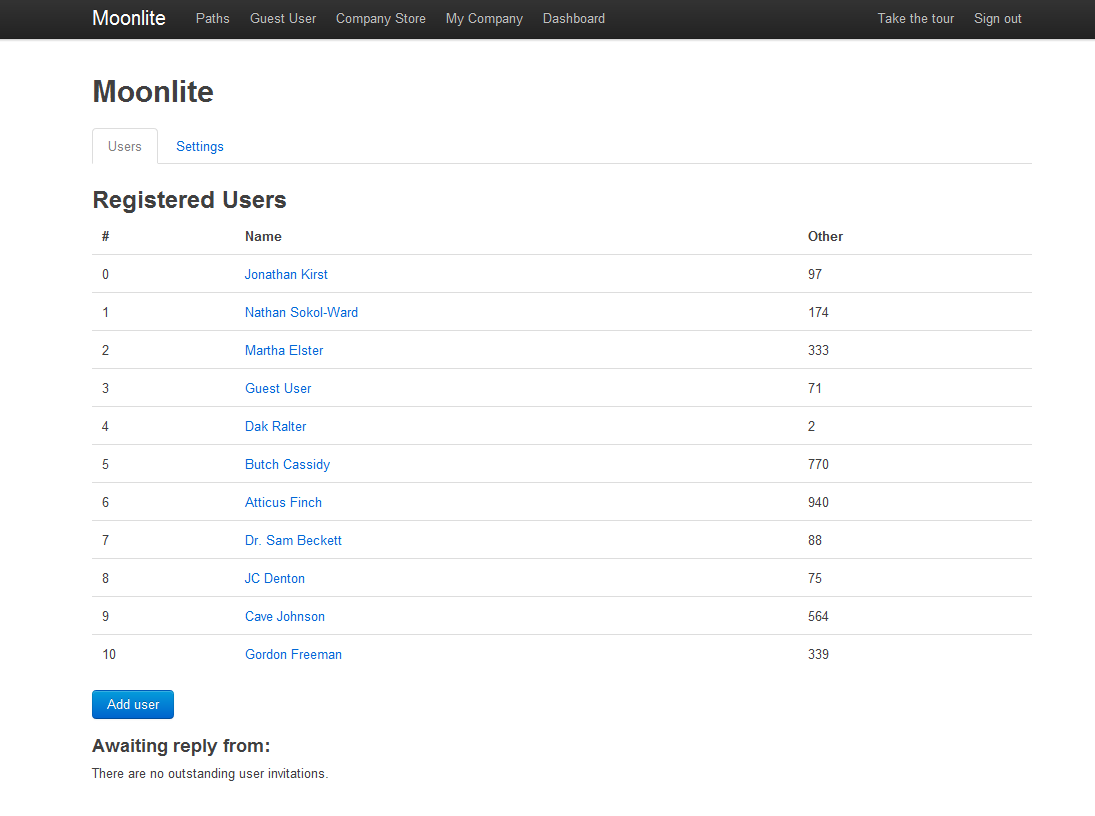 Moonlite Paths Guest User Company Store My Company Dashboard Take the tour Sign out
Moonlite
Users Settings
Registered Users
# Name Other
0 Jonathan Kirst 97
1 Nathan Sokol-Ward 174
2 Martha Elster 333
3 Guest User 71
4 Dak Ralter 2
5 Butch Cassidy 770
6 Atticus Finch 940
7 Dr. Sam Beckett 88
8 JC Denton 75
9 Cave Johnson 564
10 Gordon Freeman 339
Add user
Awaiting reply from:
There are no outstanding user invitations.